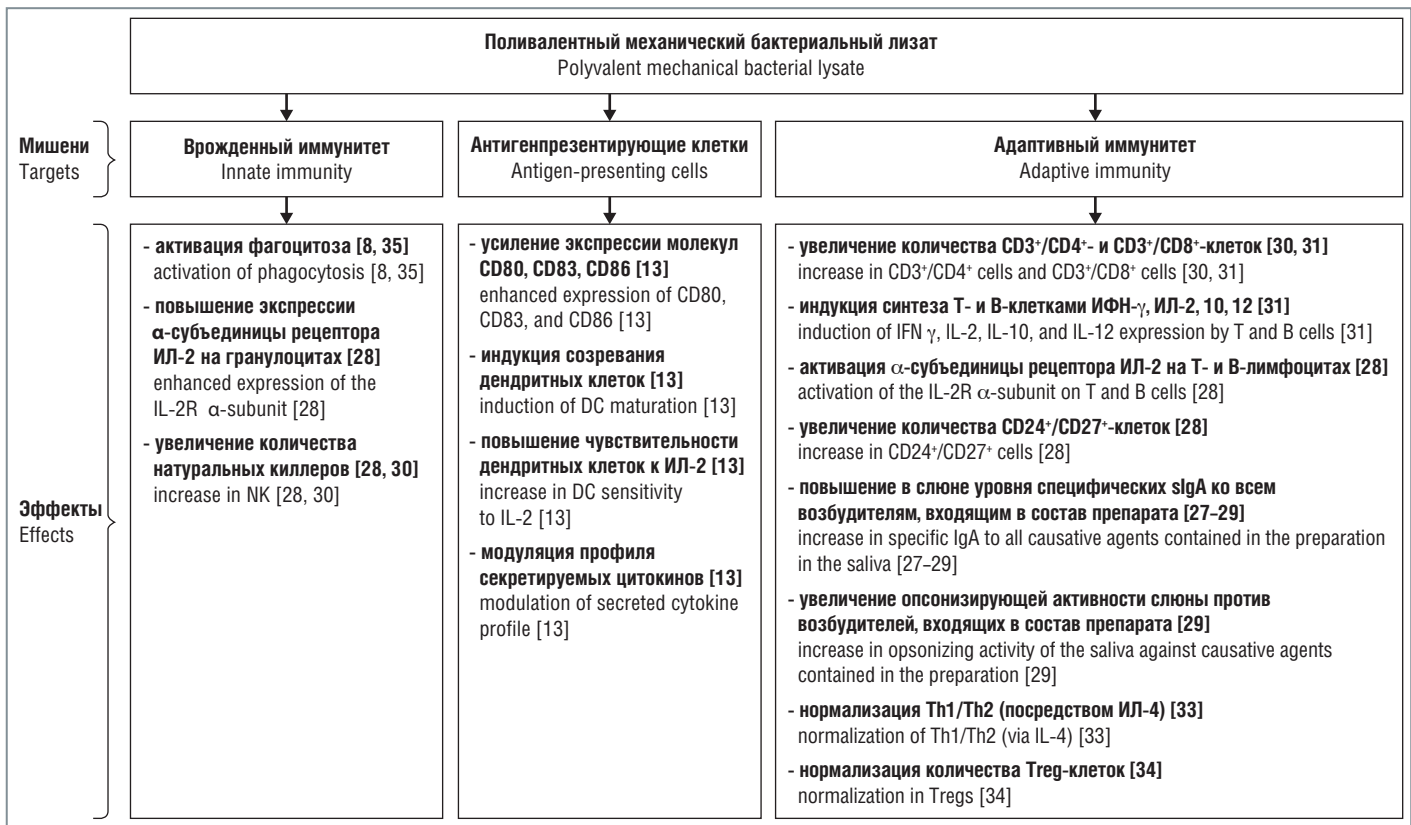 Поливалентный механический бактериальный лизат
Polyvalent mechanical bacterial lysate
Мишени
Targets
Врожденный иммунитет
Innate immunity
Антигенпрезентирующие клетки
Antigen-presenting cells
Адаптивный иммунитет
Adaptive immunity
Эффекты
Effects
- активация фагоцитоза [8, 35]
activation of phagocytosis [8, 35]
- повышение экспрессии
α-субъединицы рецептора
ИЛ-2 на гранулоцитах [28]
enhanced expression of the
IL-2R α-subunit [28]
- увеличение количества
натуральных киллеров [28, 30]
increase in NK [28, 30]
- усиление экспрессии молекул
CD80, CD83, CD86 [13]
enhanced expression of CD80,
CD83, and CD86 [13]
- индукция созревания
дендритных клеток [13]
induction of DC maturation [13]
- повышение чувствительности
дендритных клеток к ИЛ-2 [13]
increase in DC sensitivity
to IL-2 [13]
- модуляция профиля
секретируемых цитокинов [13]
modulation of secreted cytokine
profile [13]
- увеличение количества CD3⁺/CD4⁺- и CD3⁺/CD8⁺-клеток [30, 31]
increase in CD3⁺/CD4⁺ cells and CD3⁺/CD8⁺ cells [30, 31]
- индукция синтеза Т- и В-клетками ИФН-γ, ИЛ-2, 10, 12 [31]
induction of IFN γ, IL-2, IL-10, and IL-12 expression by T and B cells [31]
- активация α-субъединицы рецептора ИЛ-2 на Т- и В-лимфоцитах [28]
activation of the IL-2R α-subunit on T and B cells [28]
- увеличение количества CD24⁺/CD27⁺-клеток [28]
increase in CD24⁺/CD27⁺ cells [28]
- повышение в слюне уровня специфических sIgA ко всем
возбудителям, входящим в состав препарата [27–29]
increase in specific IgA to all causative agents contained in the preparation
in the saliva [27–29]
- увеличение опсонизирующей активности слюны против
возбудителей, входящих в состав препарата [29]
increase in opsonizing activity of the saliva against causative agents
contained in the preparation [29]
- нормализация Th1/Th2 (посредством ИЛ-4) [33]
normalization of Th1/Th2 (via IL-4) [33]
- нормализация количества Treg-клеток [34]
normalization in Tregs [34]